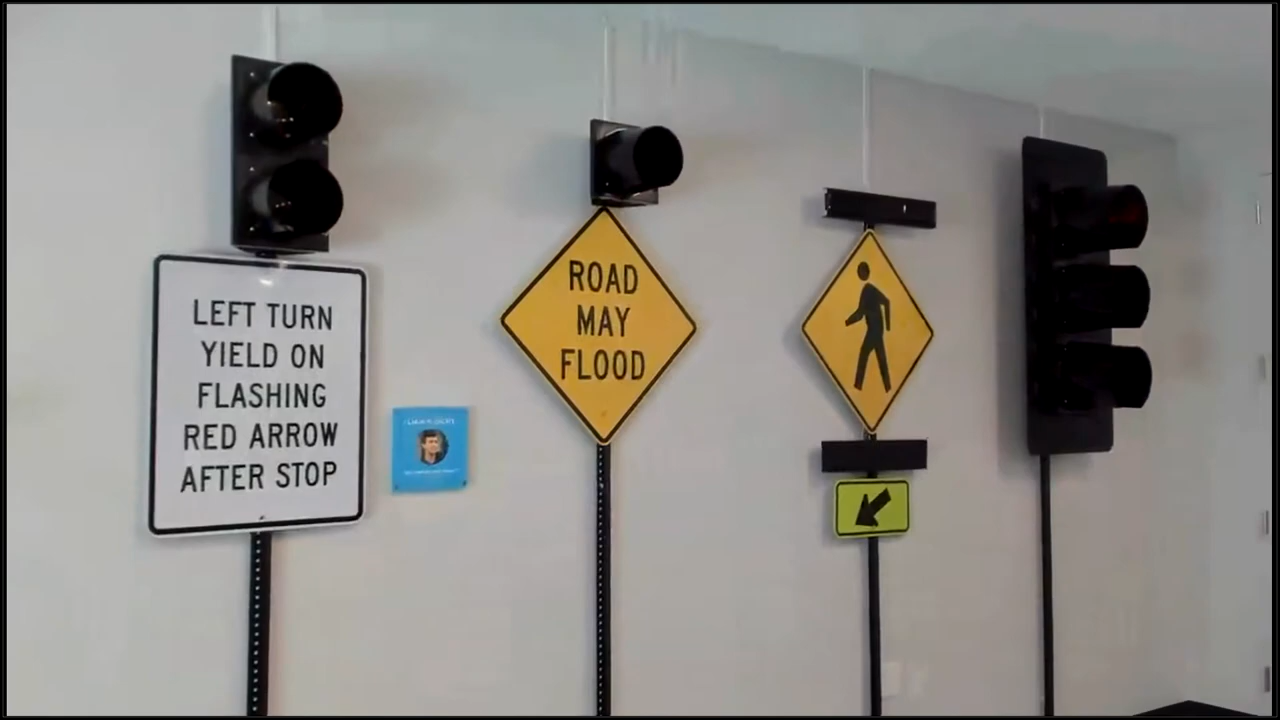 LEFT TURN
YIELD ON
FLASHING
RED ARROW
AFTER STOP
ROAD
MAY
FLOOD